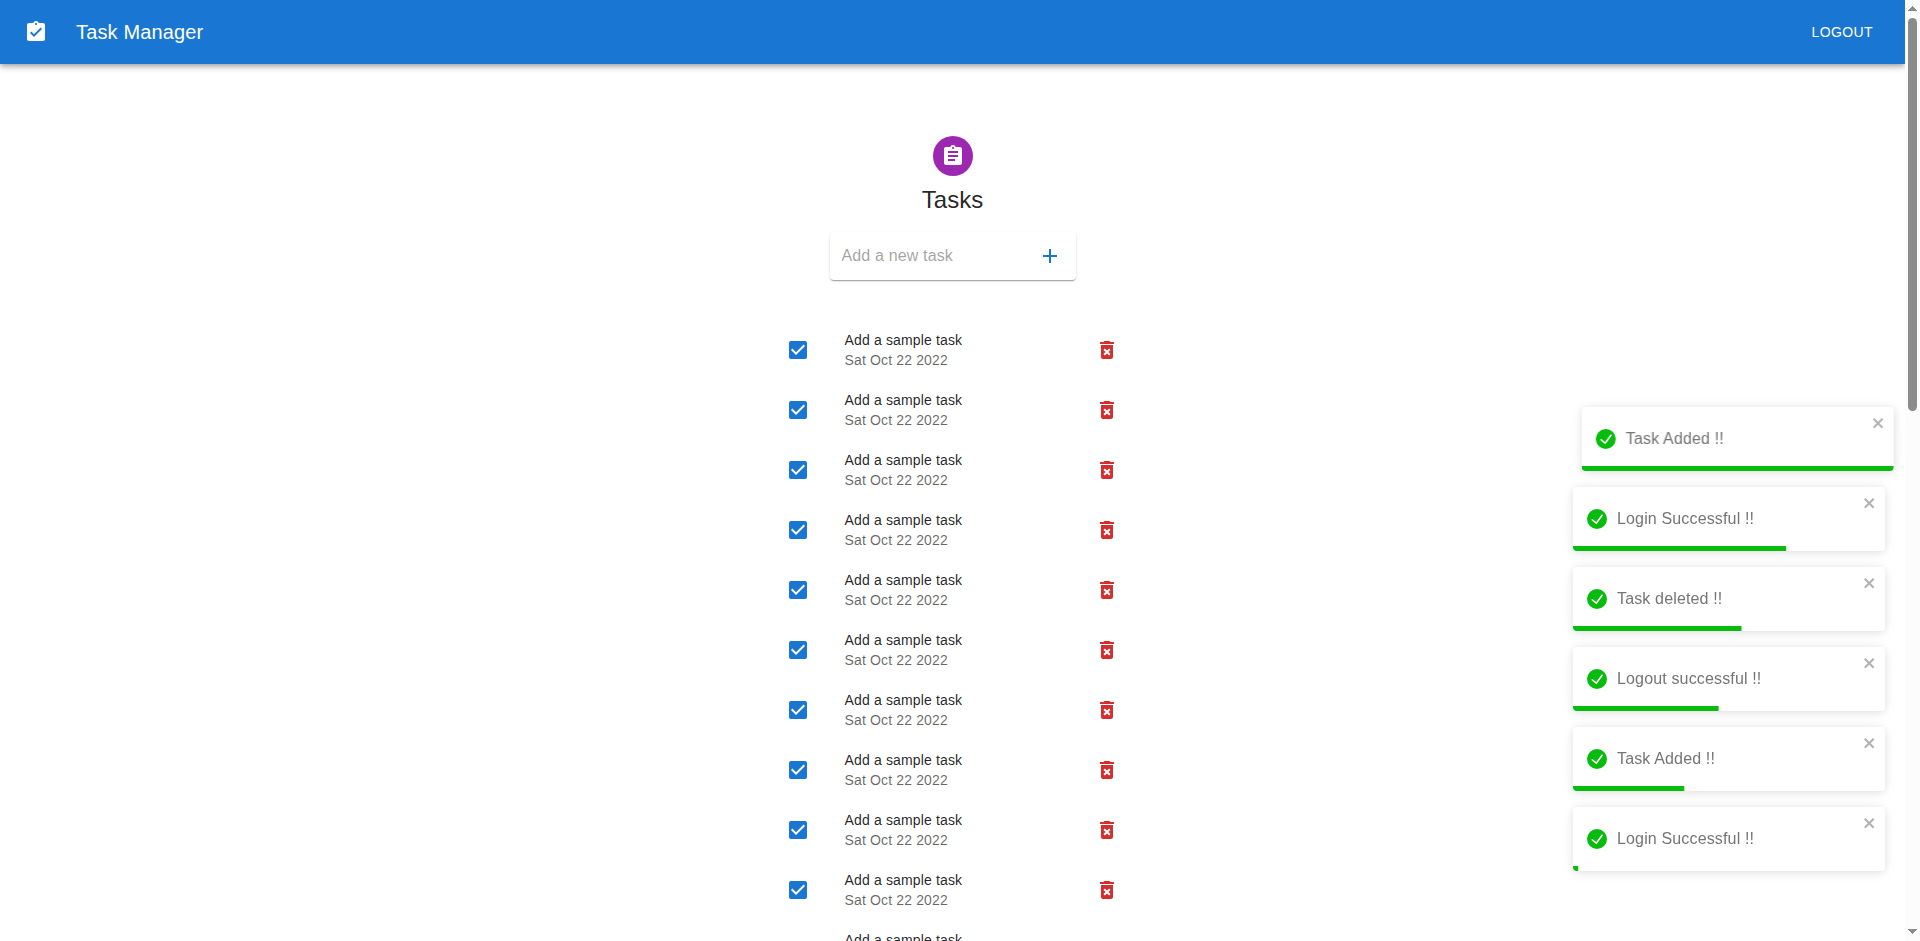 Task Manager
LOGOUT
Tasks
Add a new task
Add a sample task
Sat Oct 22 2022
Add a sample task
Sat Oct 22 2022
Add a sample task
Sat Oct 22 2022
Add a sample task
Sat Oct 22 2022
Add a sample task
Sat Oct 22 2022
Add a sample task
Sat Oct 22 2022
Add a sample task
Sat Oct 22 2022
Add a sample task
Sat Oct 22 2022
Add a sample task
Sat Oct 22 2022
Add a sample task
Sat Oct 22 2022
Add a sample task
Task Added !!
Login Successful !!
Task deleted !!
Logout successful !!
Task Added !!
Login Successful !!